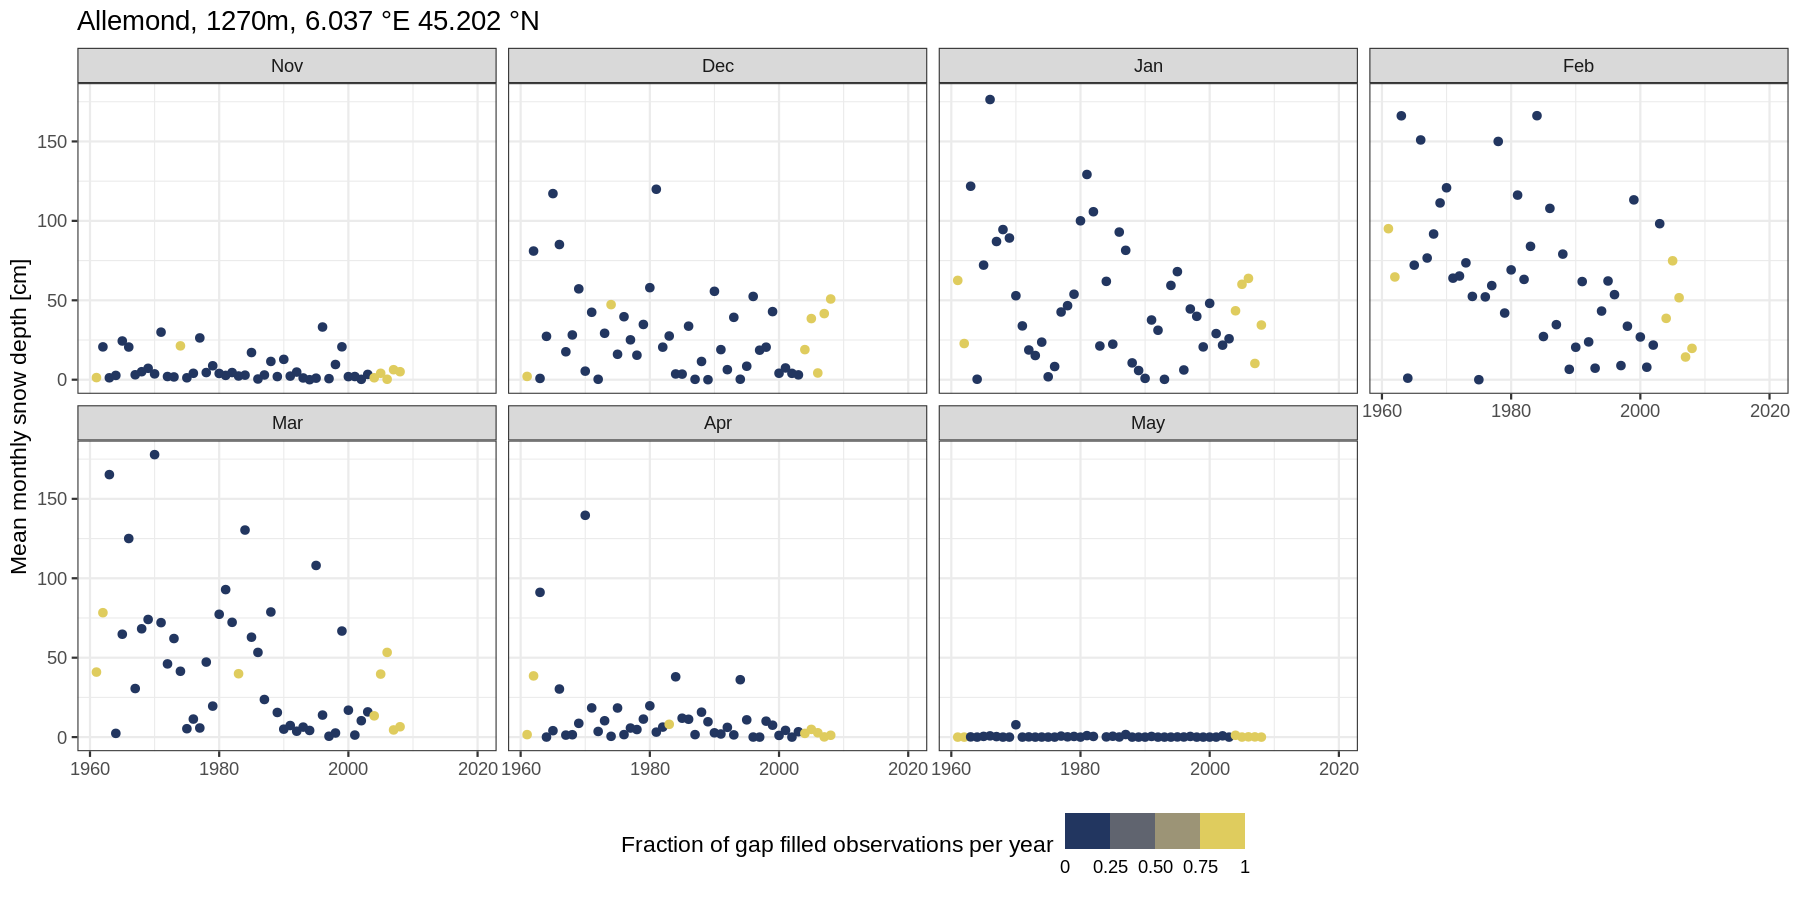 Allemond, 1270m, 6.037 °E 45.202 °N
Nov Dec Jan Feb
150
100
50
0
1960 1980 2000 2020
Mar Apr May
150
100
50
0
1960 1980 2000 2020 1960 1980 2000 2020 1960 1980 2000 2020
Mean monthly snow depth [cm]
Fraction of gap filled observations per year
0 0.25 0.50 0.75 1